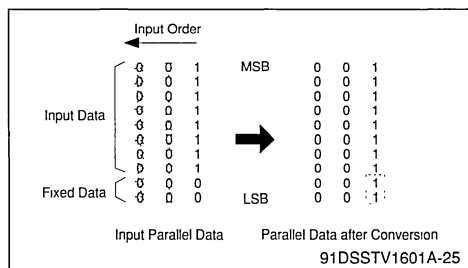 Input Order
0 0 1 MSB 0 0 1
0 0 1 0 0 1
0 0 1 0 0 1
0 0 1 0 0 1
Input Data
0 0 1 0 0 1
0 0 1 0 0 1
0 0 1 0 0 1
0 0 1 0 0 1
0 0 0 0 0 1
Fixed Data
0 0 0 LSB 0 0 1
Input Parallel Data Parallel Data after Conversion
91DSSTV1601A-25